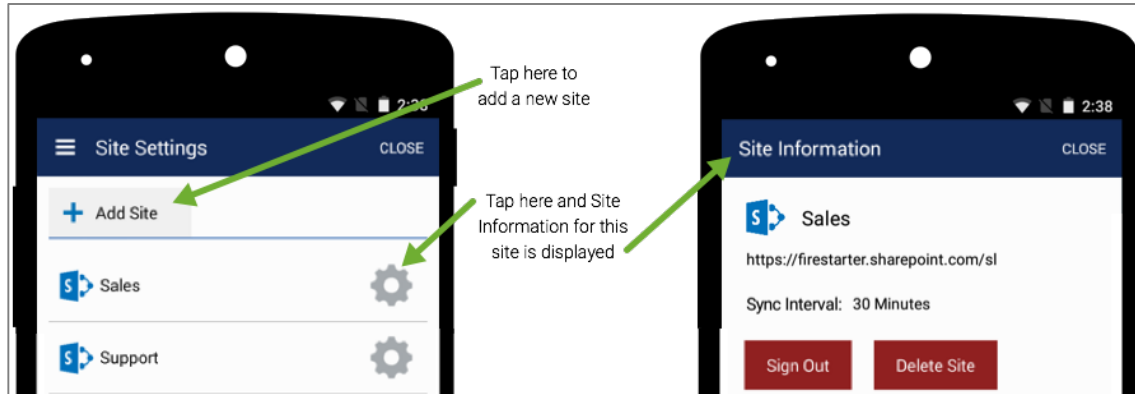 Tap here to
add a new site
2:38
Site Settings
CLOSE
Add Site
Sales
Support
Tap here and Site
Information for this
site is displayed
2:38
Site Information
CLOSE
S Sales
https://firestarter.sharepoint.com/sl
Sync Interval: 30 Minutes
Sign Out
Delete Site